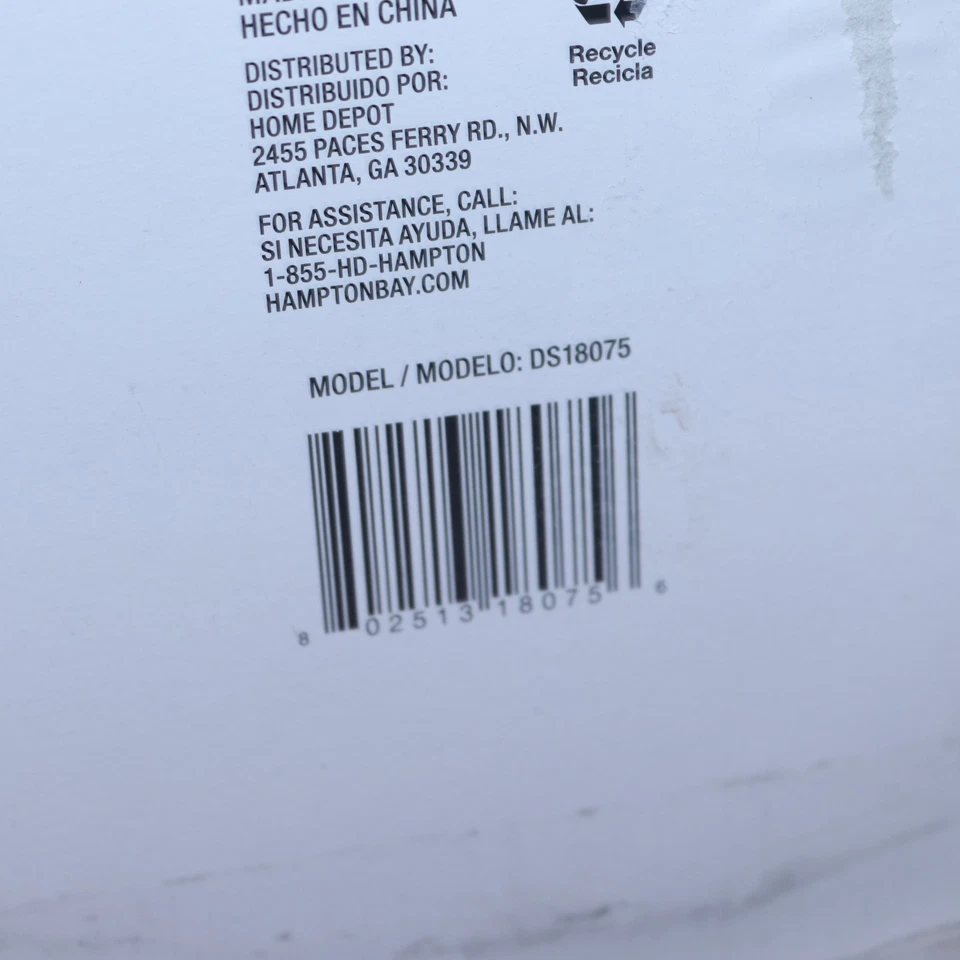 HECHO EN CHINA
Recycle
Recicla
DISTRIBUTED BY:
DISTRIBUIDO POR:
HOME DEPOT
2455 PACES FERRY RD., N.W.
ATLANTA, GA 30339
FOR ASSISTANCE, CALL:
SI NECESITA AYUDA, LLAME AL:
1-855-HD-HAMPTON
HAMPTONBAY.COM
MODEL / MODELO: DS18075
8 02513 18075 6